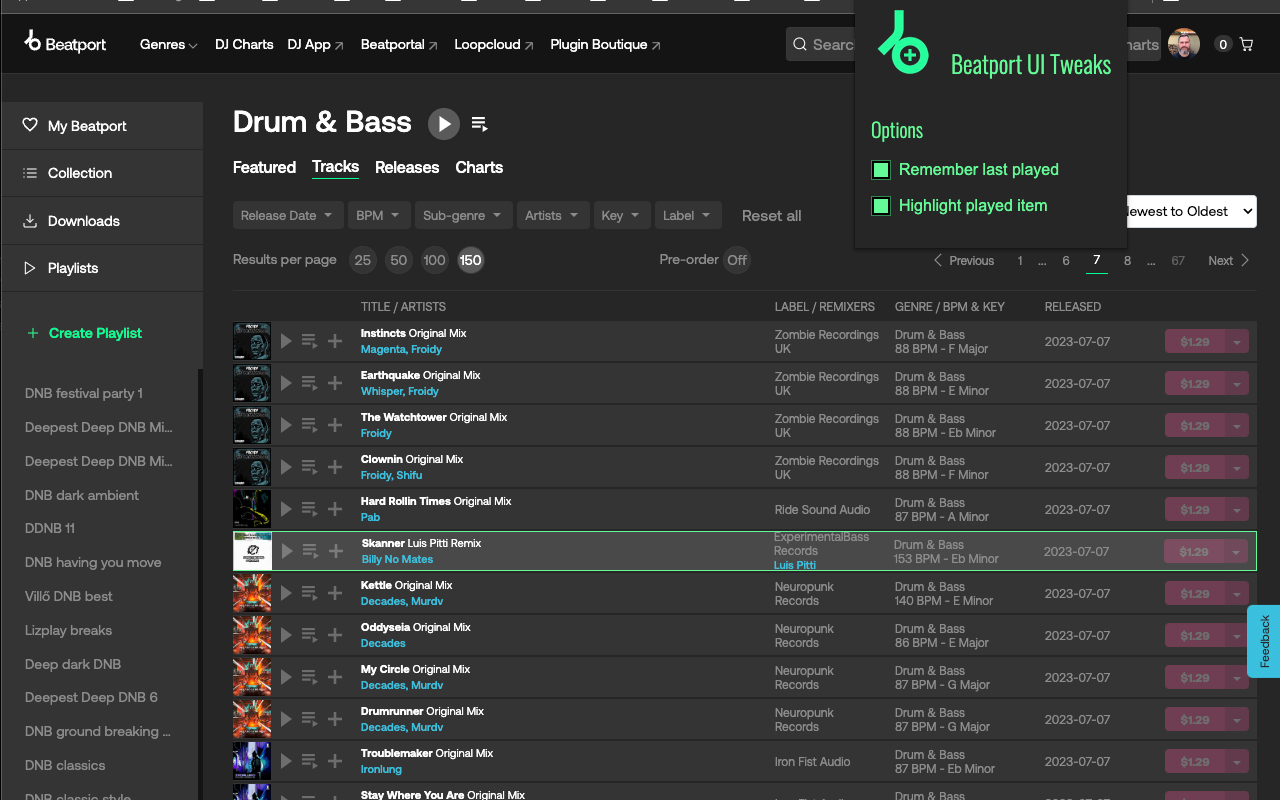 Beatport
Genres
DJ Charts
DJ App
Beatportal
Loopcloud
Plugin Boutique
Searc
harts
0
Beatport UI Tweaks
Options
Remember last played
Highlight played item
My Beatport
Collection
Downloads
Playlists
+ Create Playlist
DNB festival party 1
Deepest Deep DNB Mi...
Deepest Deep DNB Mi...
DNB dark ambient
DDNB 11
DNB having you move
Villő DNB best
Lizplay breaks
Deep dark DNB
Deepest Deep DNB 6
DNB ground breaking ...
DNB classics
DNB classic style
Drum & Bass
Featured Tracks Releases Charts
Release Date BPM Sub-genre Artists Key Label Reset all
Newest to Oldest
Results per page 25 50 100 150
Pre-order Off
Previous 1 ... 6 7 8 ... 67 Next
TITLE / ARTISTS LABEL / REMIXERS GENRE / BPM & KEY RELEASED
Instincts Original Mix
Magenta, Froidy
Zombie Recordings
UK
Drum & Bass
88 BPM - F Major
2023-07-07
$1.29
Earthquake Original Mix
Whisper, Froidy
Zombie Recordings
UK
Drum & Bass
88 BPM - E Minor
2023-07-07
$1.29
The Watchtower Original Mix
Froidy
Zombie Recordings
UK
Drum & Bass
88 BPM - Eb Minor
2023-07-07
$1.29
Clownin Original Mix
Froidy, Shifu
Zombie Recordings
UK
Drum & Bass
88 BPM - F Minor
2023-07-07
$1.29
Hard Rollin Times Original Mix
Pab
Ride Sound Audio
Drum & Bass
87 BPM - A Minor
2023-07-07
$1.29
Skanner Luis Pitti Remix
Billy No Mates
ExperimentalBass
Records
Luis Pitti
Drum & Bass
153 BPM - Eb Minor
2023-07-07
$1.29
Kettle Original Mix
Decades, Murdv
Neuropunk
Records
Drum & Bass
140 BPM - E Minor
2023-07-07
$1.29
Oddyseia Original Mix
Decades
Neuropunk
Records
Drum & Bass
86 BPM - E Major
2023-07-07
$1.29
My Circle Original Mix
Decades, Murdv
Neuropunk
Records
Drum & Bass
87 BPM - G Major
2023-07-07
$1.29
Drumrunner Original Mix
Decades, Murdv
Neuropunk
Records
Drum & Bass
87 BPM - G Major
2023-07-07
$1.29
Troublemaker Original Mix
Ironlung
Iron Fist Audio
Drum & Bass
87 BPM - Eb Minor
2023-07-07
$1.29
Stay Where You Are Original Mix
Drum & Bass
Feedback